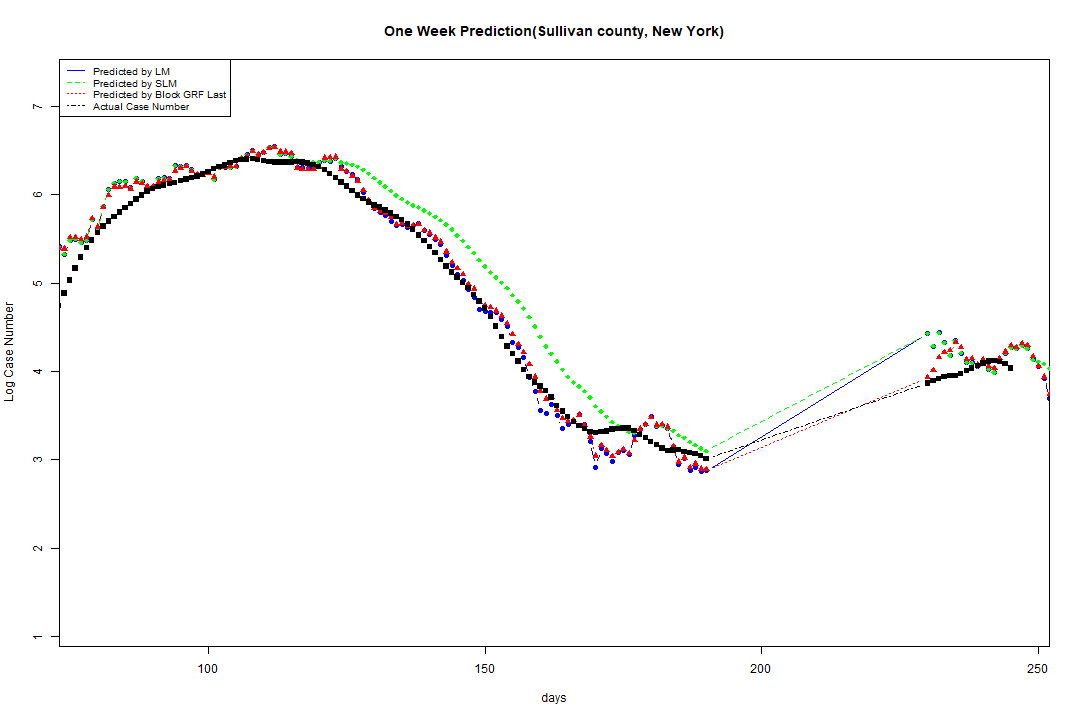 One Week Prediction(Sullivan county, New York)
Predicted by LM
Predicted by SLM
Predicted by Block GRF Last
Actual Case Number
7
6
5
4
3
2
1
Log Case Number
100
150
200
250
days